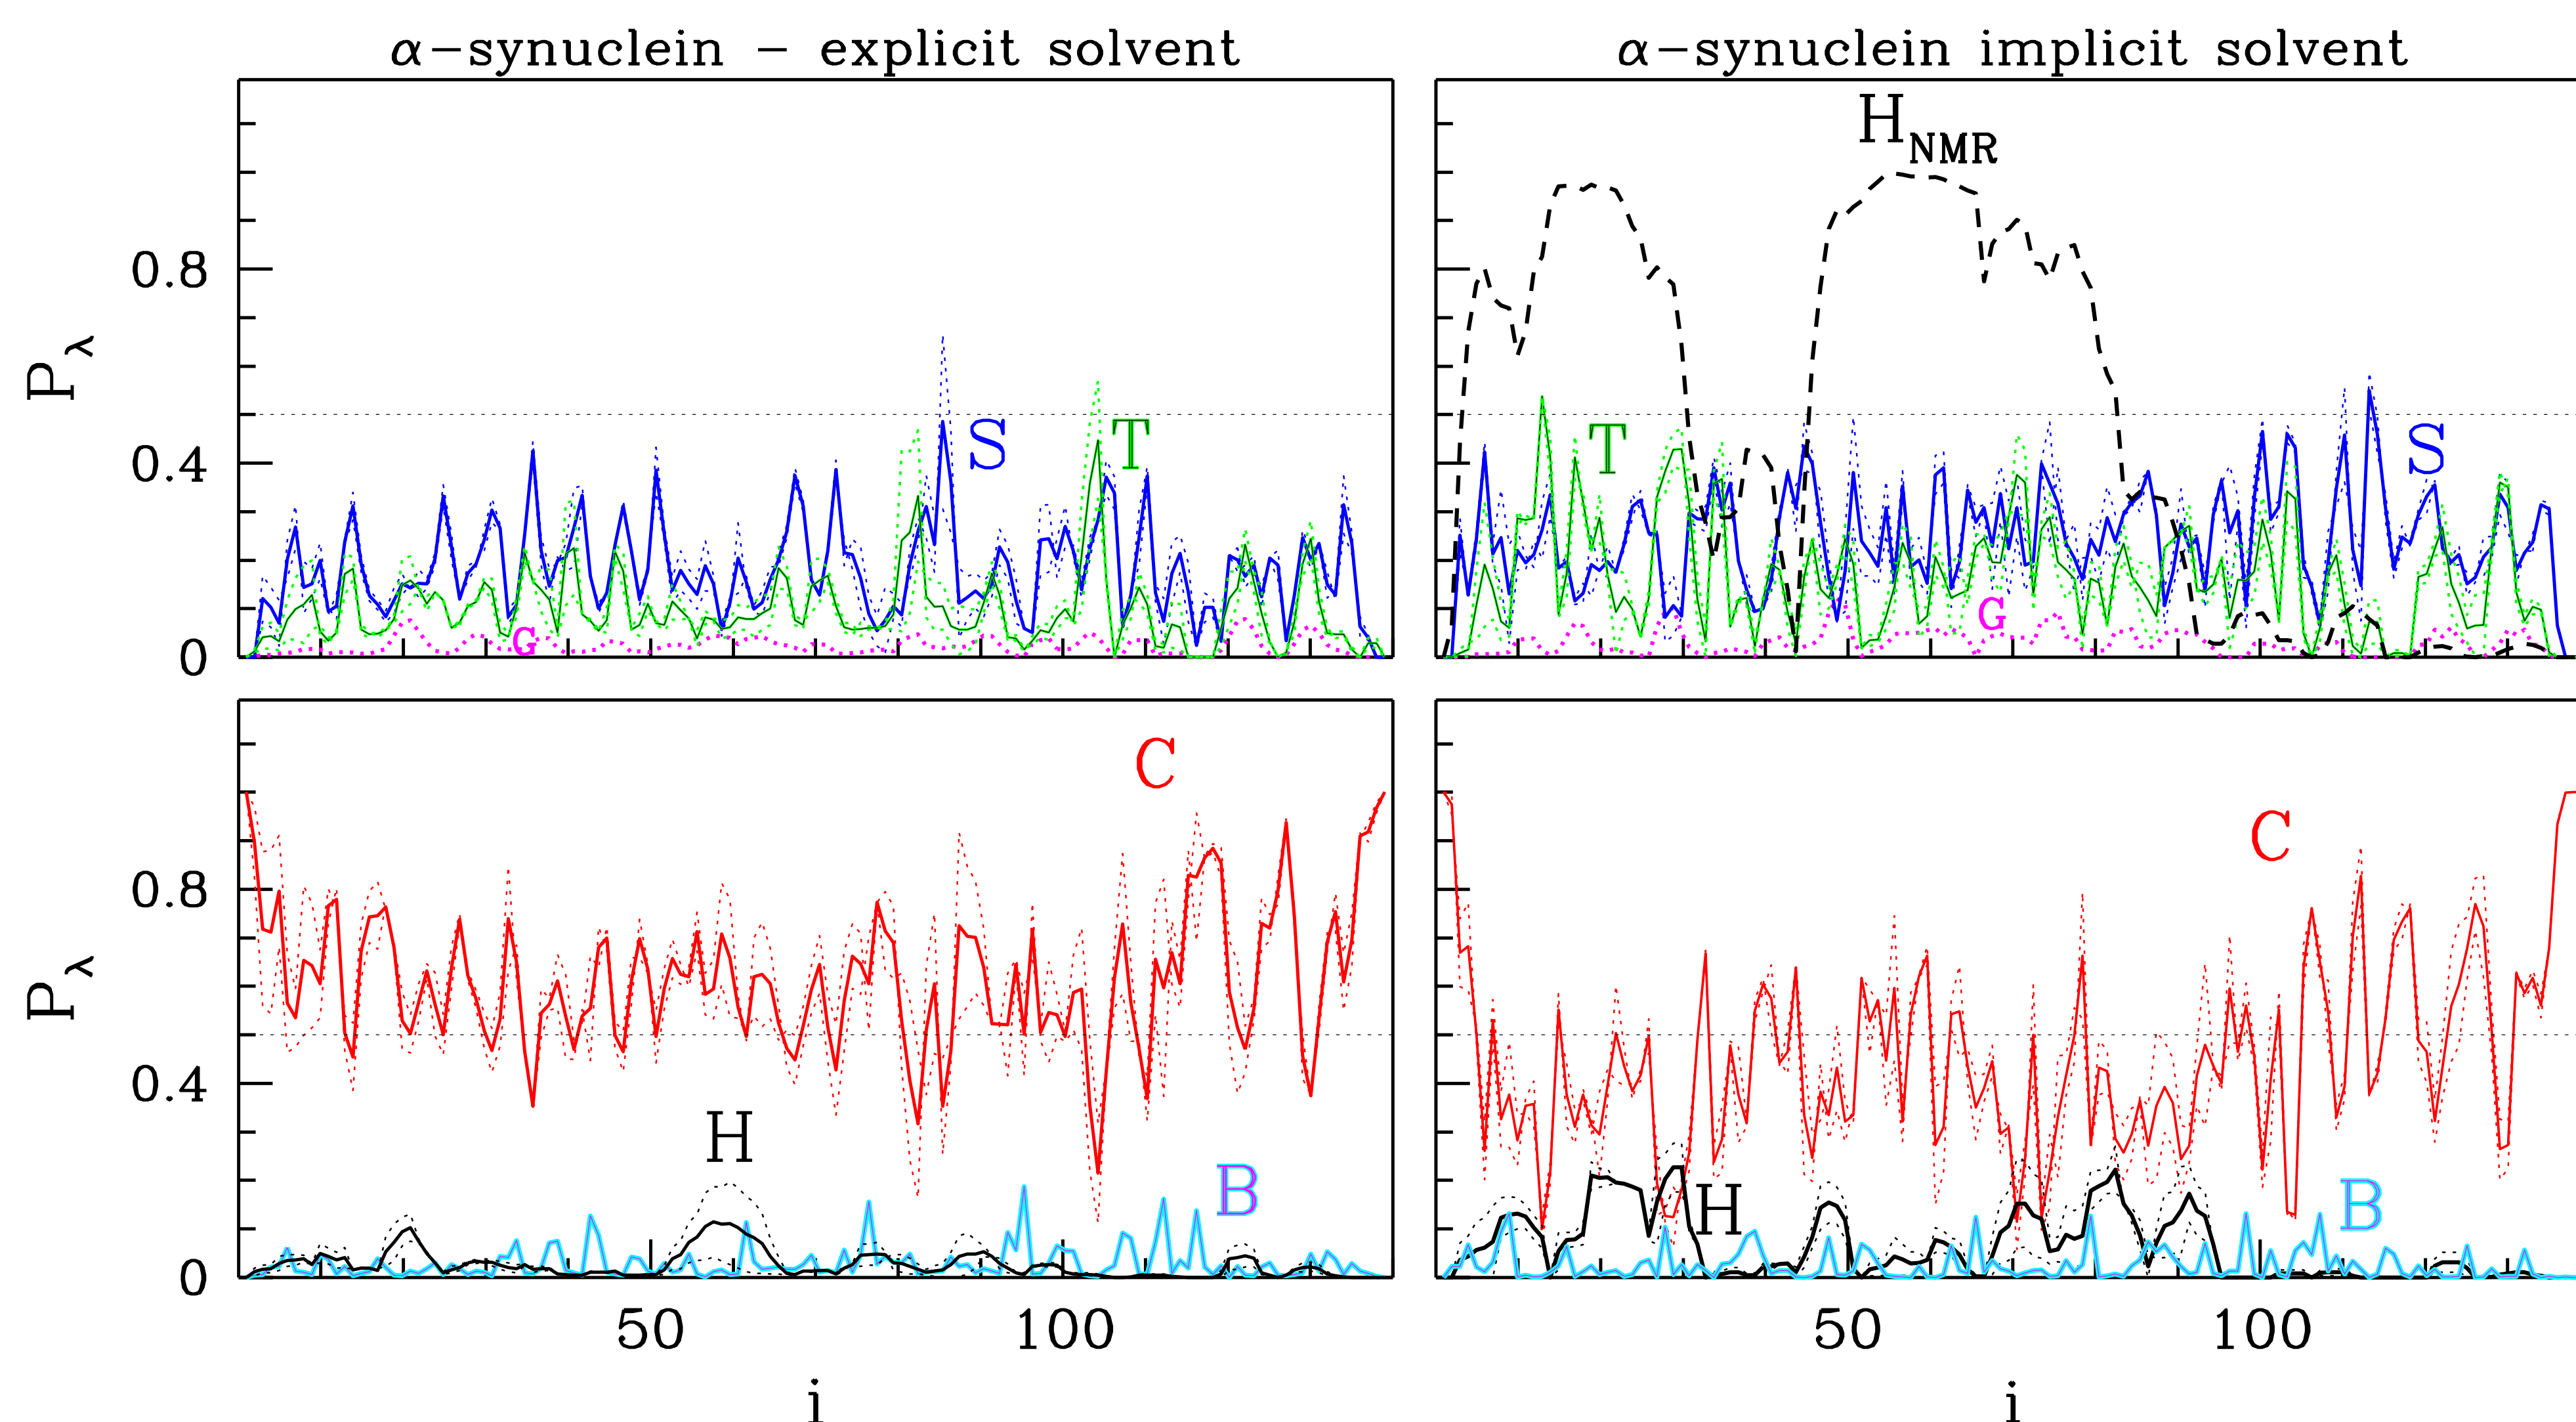 α−synuclein − explicit solvent
α−synuclein implicit solvent
H_NMR
0.8
P_λ
0.4
S
T
T
S
G
G
0
C
C
0.8
P_λ
0.4
H
B
H
B
0
50
100
50
100
i
i